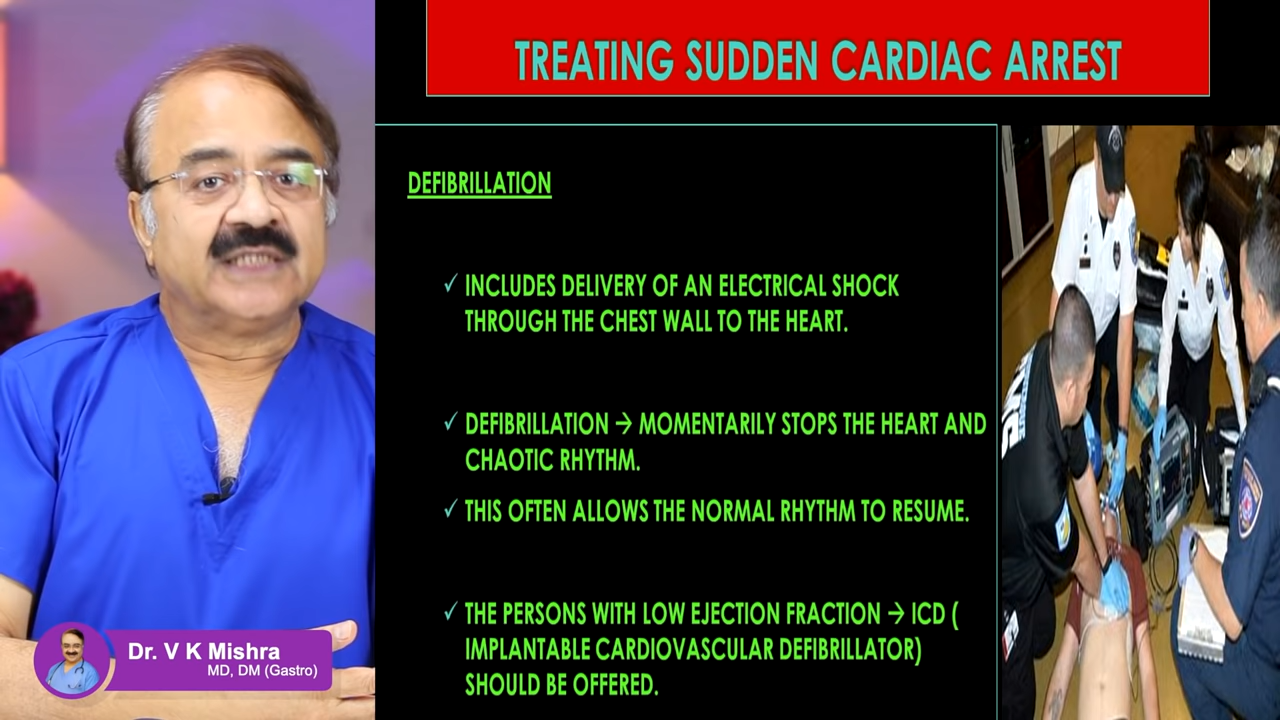 TREATING SUDDEN CARDIAC ARREST
DEFIBRILLATION
✓ INCLUDES DELIVERY OF AN ELECTRICAL SHOCK
THROUGH THE CHEST WALL TO THE HEART.
✓ DEFIBRILLATION → MOMENTARILY STOPS THE HEART AND
CHAOTIC RHYTHM.
✓ THIS OFTEN ALLOWS THE NORMAL RHYTHM TO RESUME.
✓ THE PERSONS WITH LOW EJECTION FRACTION → ICD (
IMPLANTABLE CARDIOVASCULAR DEFIBRILLATOR)
SHOULD BE OFFERED.
Dr. V K Mishra
MD, DM (Gastro)